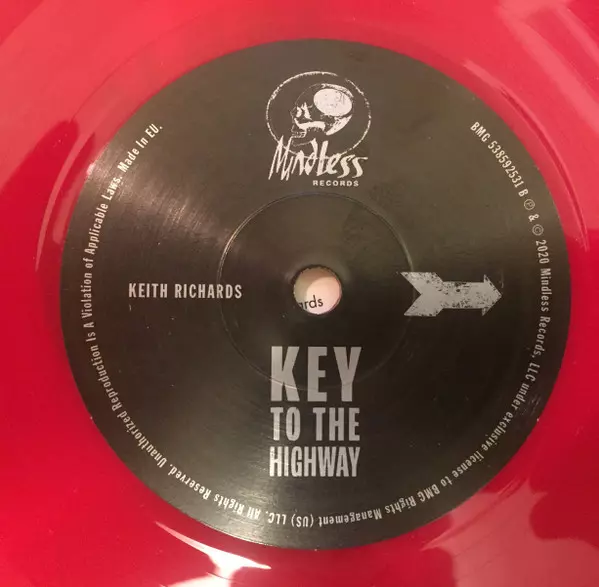 Mindless
RECORDS
KEITH RICHARDS
ards
KEY
TO THE
HIGHWAY
BMG 538592531 B ℗ & © 2020 Mindless Records, LLC under exclusive license to BMG Rights Management (US) LLC. All Rights Reserved. Unauthorized Reproduction Is A Violation of Applicable Laws. Made In EU.